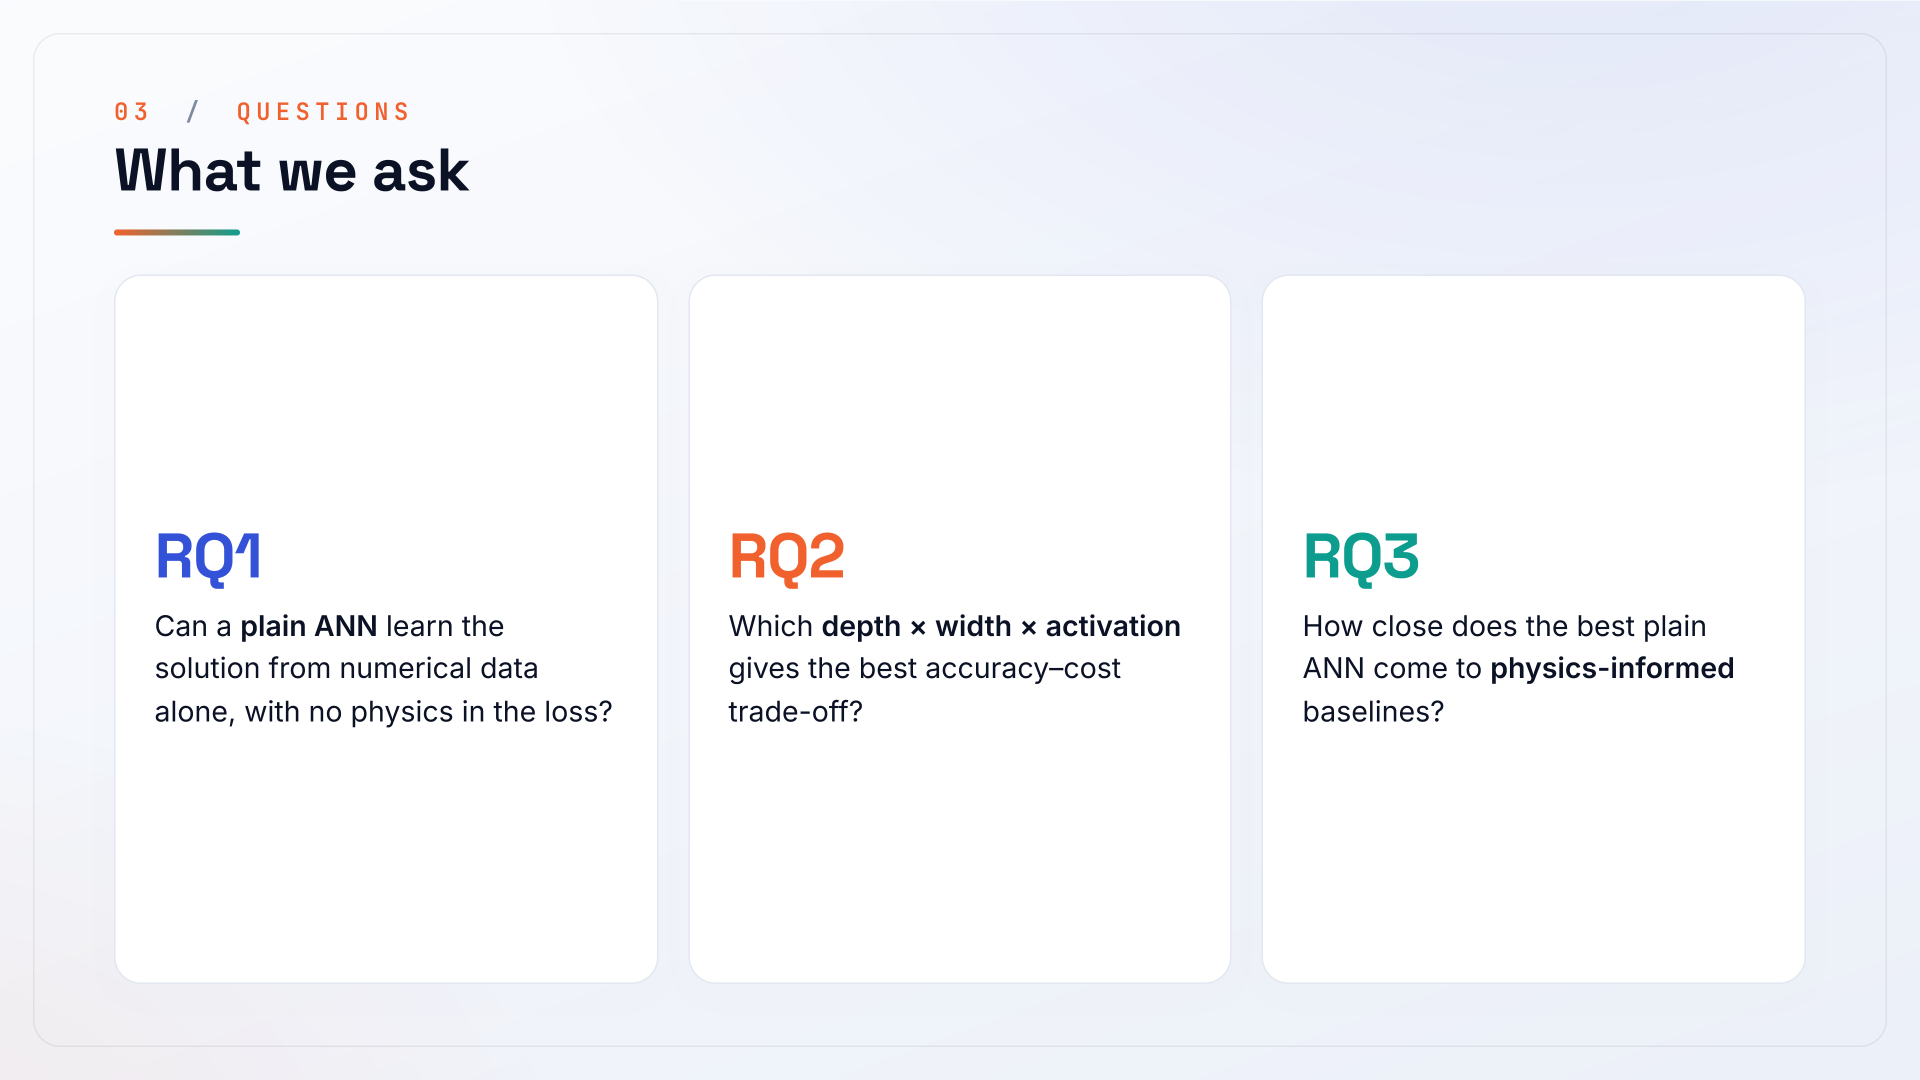 03 / QUESTIONS
What we ask
RQ1
Can a plain ANN learn the
solution from numerical data
alone, with no physics in the loss?
RQ2
Which depth × width × activation
gives the best accuracy–cost
trade-off?
RQ3
How close does the best plain
ANN come to physics-informed
baselines?